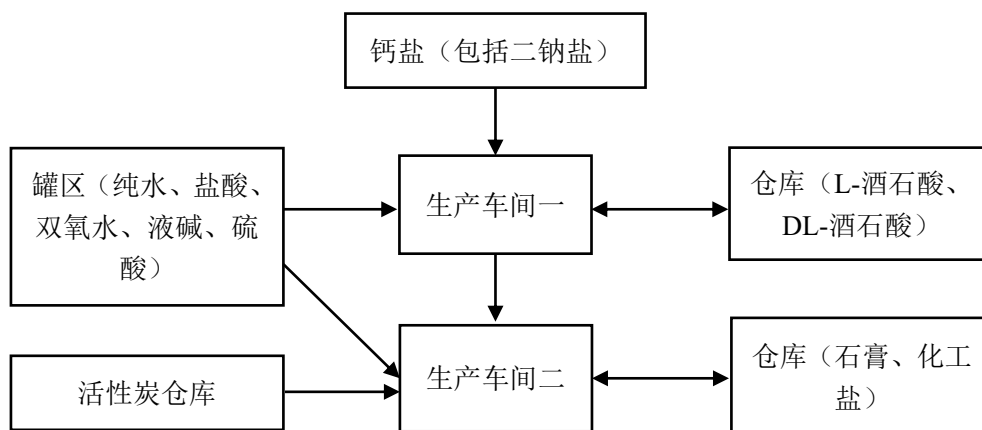 钙盐（包括二钠盐）
罐区（纯水、盐酸、
双氧水、液碱、硫
酸）
生产车间一
仓库（L-酒石酸、
DL-酒石酸）
活性炭仓库
生产车间二
仓库（石膏、化工
盐）